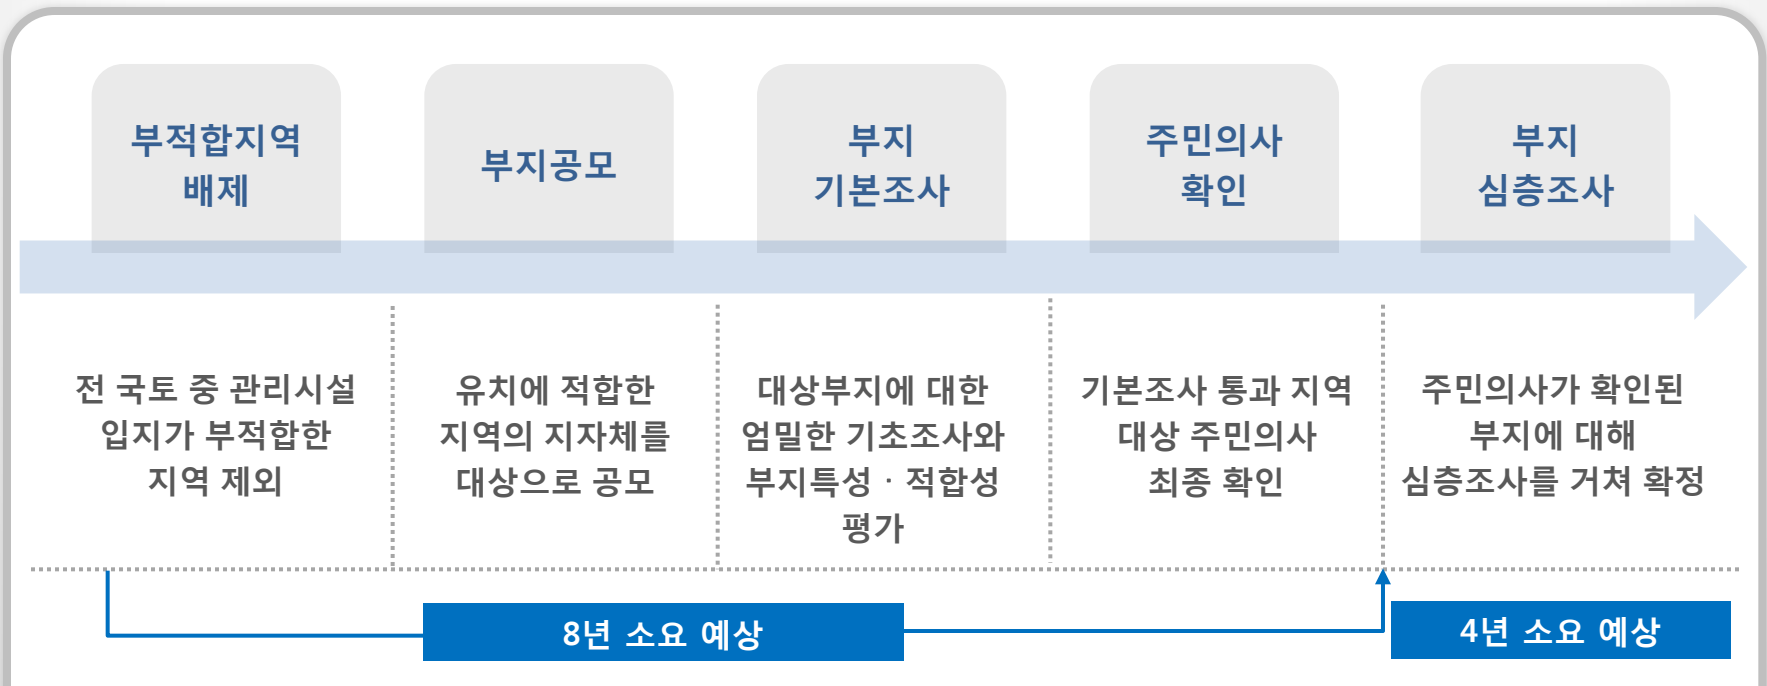 부적합지역
배제
부지공모
부지
기본조사
주민의사
확인
부지
심층조사
전 국토 중 관리시설
입지가 부적합한
지역 제외
유치에 적합한
지역의 지자체를
대상으로 공모
대상부지에 대한
엄밀한 기초조사와
부지특성 · 적합성
평가
기본조사 통과 지역
대상 주민의사
최종 확인
주민의사가 확인된
부지에 대해
심층조사를 거쳐 확정
8년 소요 예상
4년 소요 예상